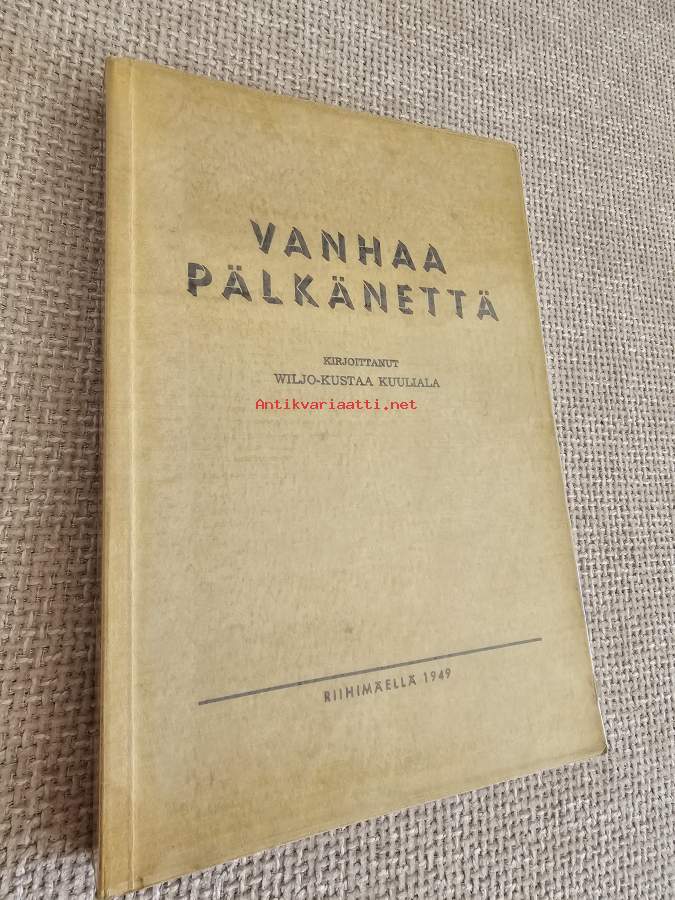 VANHAA
PÄLKÄNETTÄ
KIRJOITTANUT
WILJO-KUSTAA KUULIALA
Antikvariaatti.net
RIIHIMÄELLÄ 1949